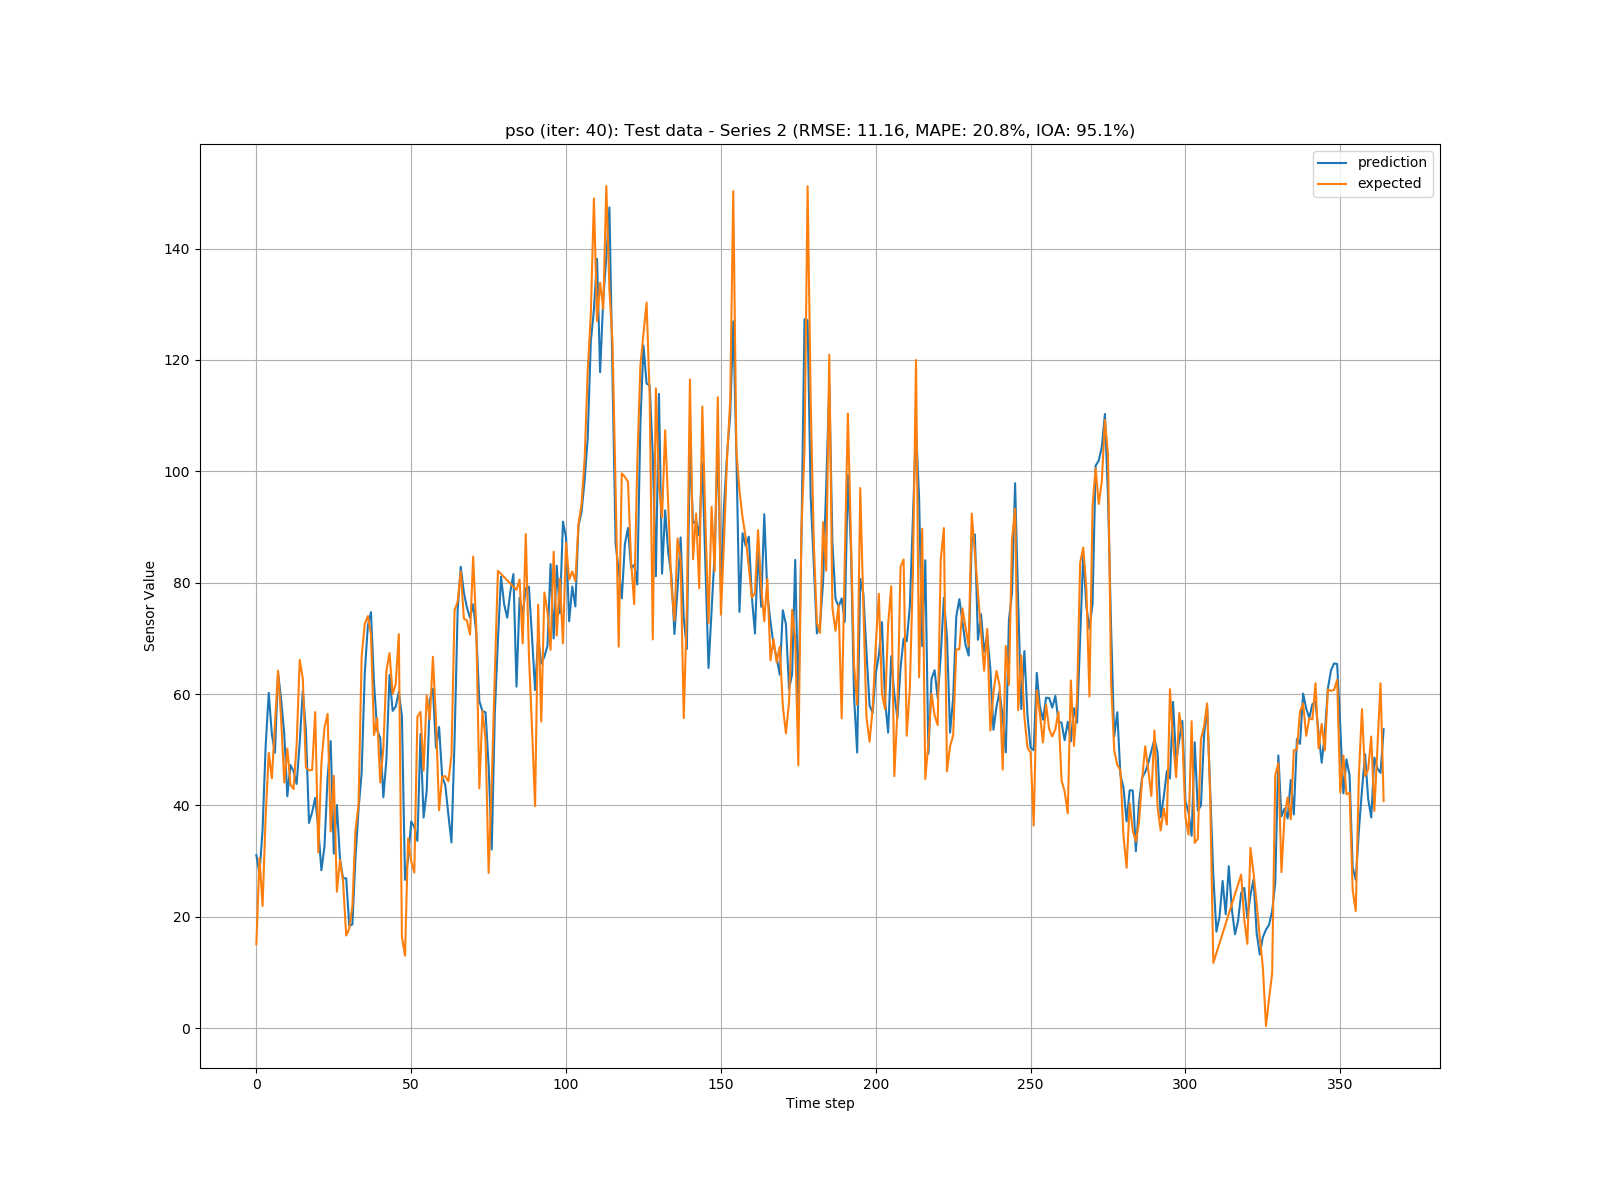 pso (iter: 40): Test data - Series 2 (RMSE: 11.16, MAPE: 20.8%, IOA: 95.1%)
prediction
expected
140
120
100
80
60
40
20
0
Sensor Value
0 50 100 150 200 250 300 350
Time step